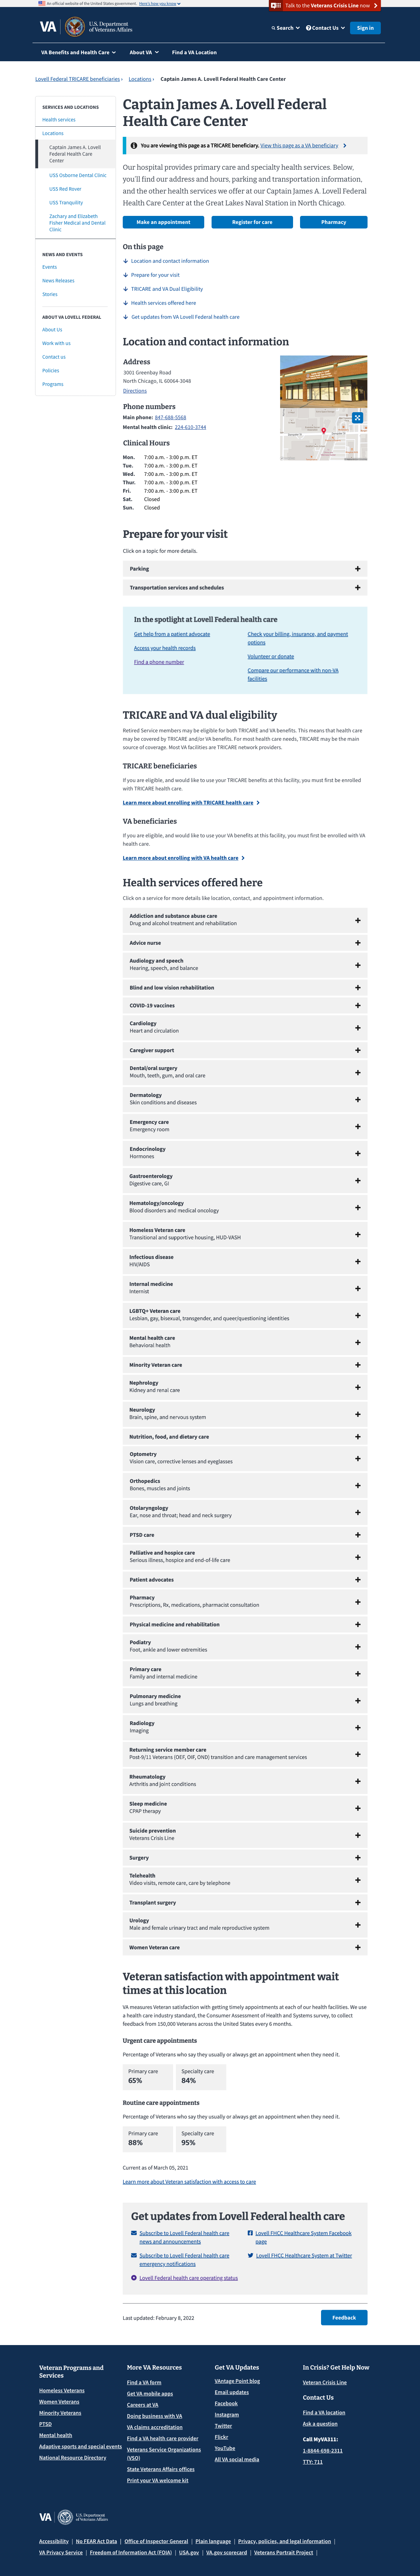 An official website of the United States government. Here's how you know
Talk to the Veterans Crisis Line now
VA
U.S. Department
of Veterans Affairs
Search
Contact Us
Sign in
VA Benefits and Health Care
About VA
Find a VA Location
Lovell Federal TRICARE beneficiaries › Locations › Captain James A. Lovell Federal Health Care Center
SERVICES AND LOCATIONS
Health services
Locations
Captain James A. Lovell
Federal Health Care
Center
USS Osborne Dental Clinic
USS Red Rover
USS Tranquility
Zachary and Elizabeth
Fisher Medical and Dental
Clinic
NEWS AND EVENTS
Events
News Releases
Stories
ABOUT VA LOVELL FEDERAL
About Us
Work with us
Contact us
Policies
Programs
Captain James A. Lovell Federal
Health Care Center
You are viewing this page as a TRICARE beneficiary. View this page as a VA beneficiary
Our hospital provides primary care and specialty health services, you'll find
details about our hours, parking and transportation, appointments, and
the other health services we offer at our Captain James A. Lovell Federal
Health Care Center at the Great Lakes Naval Station in North Chicago.
Make an appointment
Register for care
Pharmacy
On this page
Location and contact information
Prepare for your visit
TRICARE and VA Dual Eligibility
Health services offered here
Get updates from VA Lovell Federal health care
Location and contact information
Address
3001 Greenbay Road
North Chicago, IL 60064-3048
Directions
Phone numbers
Main phone: 847-688-5568
Mental health clinic: 224-610-3744
Clinical Hours
Mon. 7:00 a.m. - 3:00 p.m. ET
Tue. 7:00 a.m. - 3:00 p.m. ET
Wed. 7:00 a.m. - 3:00 p.m. ET
Thur. 7:00 a.m. - 3:00 p.m. ET
Fri. 7:00 a.m. - 3:00 p.m. ET
Sat. Closed
Sun. Closed
Prepare for your visit
Click on a topic for more details.
Parking
Transportation services and schedules
In the spotlight at Lovell Federal health care
Get help from a patient advocate
Access your health records
Find a phone number
Check your billing, insurance, and payment
options
Volunteer or donate
Compare our performance with non-VA
facilities
TRICARE and VA dual eligibility
Retired Service members may be eligible for both TRICARE and VA benefits. This means that your health care
may be covered by TRICARE and/or VA benefits. For most health care needs, TRICARE may be the main
source of coverage. Most VA facilities are TRICARE network providers.
TRICARE beneficiaries
If you are eligible, and would like to use your TRICARE benefits at this facility, you must first be enrolled
with TRICARE health care.
Learn more about enrolling with TRICARE health care
VA beneficiaries
If you are eligible, and you would like to use your VA benefits at this facility, you must first be enrolled with VA
health care.
Learn more about enrolling with VA health care
Health services offered here
Click on a service for more details like location, contact, and appointment information.
Addiction and substance abuse care
Drug and alcohol treatment and rehabilitation
Advice nurse
Audiology and speech
Hearing, speech, and balance
Blind and low vision rehabilitation
COVID-19 vaccines
Cardiology
Heart and circulation
Caregiver support
Dental/oral surgery
Mouth, teeth, gum, and oral care
Dermatology
Skin conditions and diseases
Emergency care
Emergency room
Endocrinology
Hormones
Gastroenterology
Digestive care, GI
Hematology/oncology
Blood disorders and medical oncology
Homeless Veteran care
Transitional and supportive housing, HUD-VASH
Infectious disease
HIV/AIDS
Internal medicine
Internist
LGBTQ+ Veteran care
Lesbian, gay, bisexual, transgender, and queer/questioning identities
Mental health care
Behavioral health
Minority Veteran care
Nephrology
Kidney and renal care
Neurology
Brain, spine, and nervous system
Nutrition, food, and dietary care
Optometry
Vision care, corrective lenses and eyeglasses
Orthopedics
Bones, muscles and joints
Otolaryngology
Ear, nose and throat; head and neck surgery
PTSD care
Palliative and hospice care
Serious illness, hospice and end-of-life care
Patient advocates
Pharmacy
Prescriptions, Rx, medications, pharmacist consultation
Physical medicine and rehabilitation
Podiatry
Foot, ankle and lower extremities
Primary care
Family and internal medicine
Pulmonary medicine
Lungs and breathing
Radiology
Imaging
Returning service member care
Post-9/11 Veterans (OEF, OIF, OND) transition and care management services
Rheumatology
Arthritis and joint conditions
Sleep medicine
CPAP therapy
Suicide prevention
Veterans Crisis Line
Surgery
Telehealth
Video visits, remote care, care by telephone
Transplant surgery
Urology
Male and female urinary tract and male reproductive system
Women Veteran care
Veteran satisfaction with appointment wait
times at this location
VA measures Veteran satisfaction with getting timely appointments at each of our health facilities. We use
a health care industry standard, the Consumer Assessment of Health and Systems survey, to collect
feedback from 150,000 Veterans across the United States every 6 months.
Urgent care appointments
Percentage of Veterans who say they usually or always get an appointment when they need it.
Primary care
65%
Specialty care
84%
Routine care appointments
Percentage of Veterans who say they usually or always get an appointment when they need it.
Primary care
88%
Specialty care
95%
Current as of March 05, 2021
Learn more about Veteran satisfaction with access to care
Get updates from Lovell Federal health care
Subscribe to Lovell Federal health care
news and announcements
Subscribe to Lovell Federal health care
emergency notifications
Lovell Federal health care operating status
Lovell FHCC Healthcare System Facebook
page
Lovell FHCC Healthcare System at Twitter
Last updated: February 8, 2022
Feedback
Veteran Programs and
Services
Homeless Veterans
Women Veterans
Minority Veterans
PTSD
Mental health
Adaptive sports and special events
National Resource Directory
More VA Resources
Find a VA form
Get VA mobile apps
Careers at VA
Doing business with VA
VA claims accreditation
Find a VA health care provider
Veterans Service Organizations
(VSO)
State Veterans Affairs offices
Print your VA welcome kit
Get VA Updates
VAntage Point blog
Email updates
Facebook
Instagram
Twitter
Flickr
YouTube
All VA social media
In Crisis? Get Help Now
Veteran Crisis Line
Contact Us
Find a VA location
Ask a question
Call MyVA311:
1-8844-698-2311
TTY: 711
VA
U.S. Department
of Veterans Affairs
Accessibility | No FEAR Act Data | Office of Inspector General | Plain language | Privacy, policies, and legal information |
VA Privacy Service | Freedom of Information Act (FOIA) | USA.gov | VA.gov scorecard | Veterans Portrait Project |